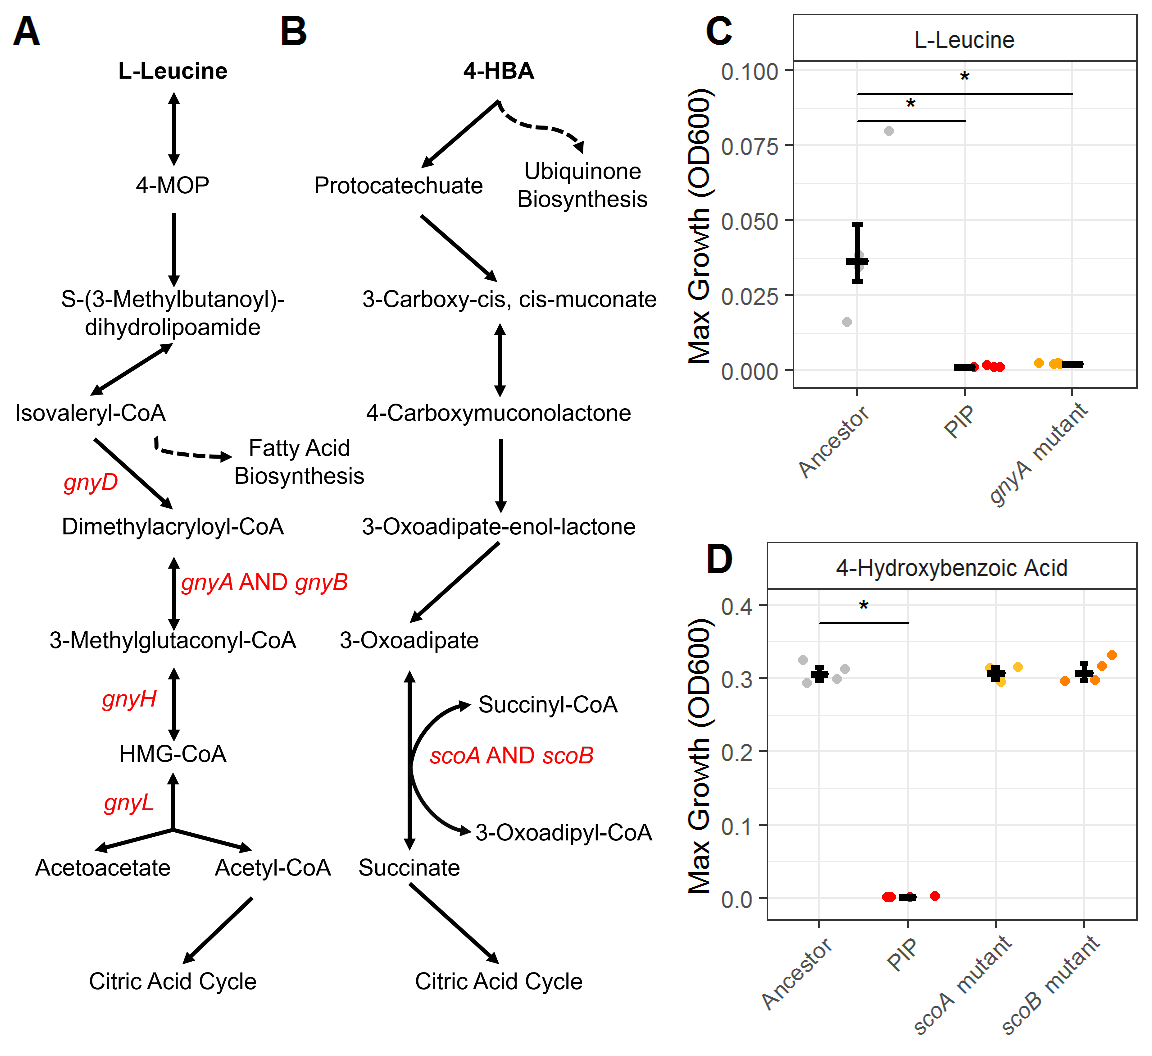 A
L-Leucine
4-MOP
S-(3-Methylbutanoyl)-
dihydrolipoamide
Isovaleryl-CoA
Fatty Acid
Biosynthesis
gnyD
Dimethylacryloyl-CoA
gnyA AND gnyB
3-Methylglutaconyl-CoA
gnyH
HMG-CoA
gnyL
Acetoacetate
Acetyl-CoA
Citric Acid Cycle
B
4-HBA
Protocatechuate
Ubiquinone
Biosynthesis
3-Carboxy-cis, cis-muconate
4-Carboxymuconolactone
3-Oxoadipate-enol-lactone
3-Oxoadipate
Succinyl-CoA
scoA AND scoB
3-Oxoadipyl-CoA
Succinate
Citric Acid Cycle
C
L-Leucine
Max Growth (OD600)
0.100
0.075
0.050
0.025
0.000
*
*
Ancestor
PIP
gnyA mutant
D
4-Hydroxybenzoic Acid
Max Growth (OD600)
0.4
0.3
0.2
0.1
0.0
*
Ancestor
PIP
scoA mutant
scoB mutant